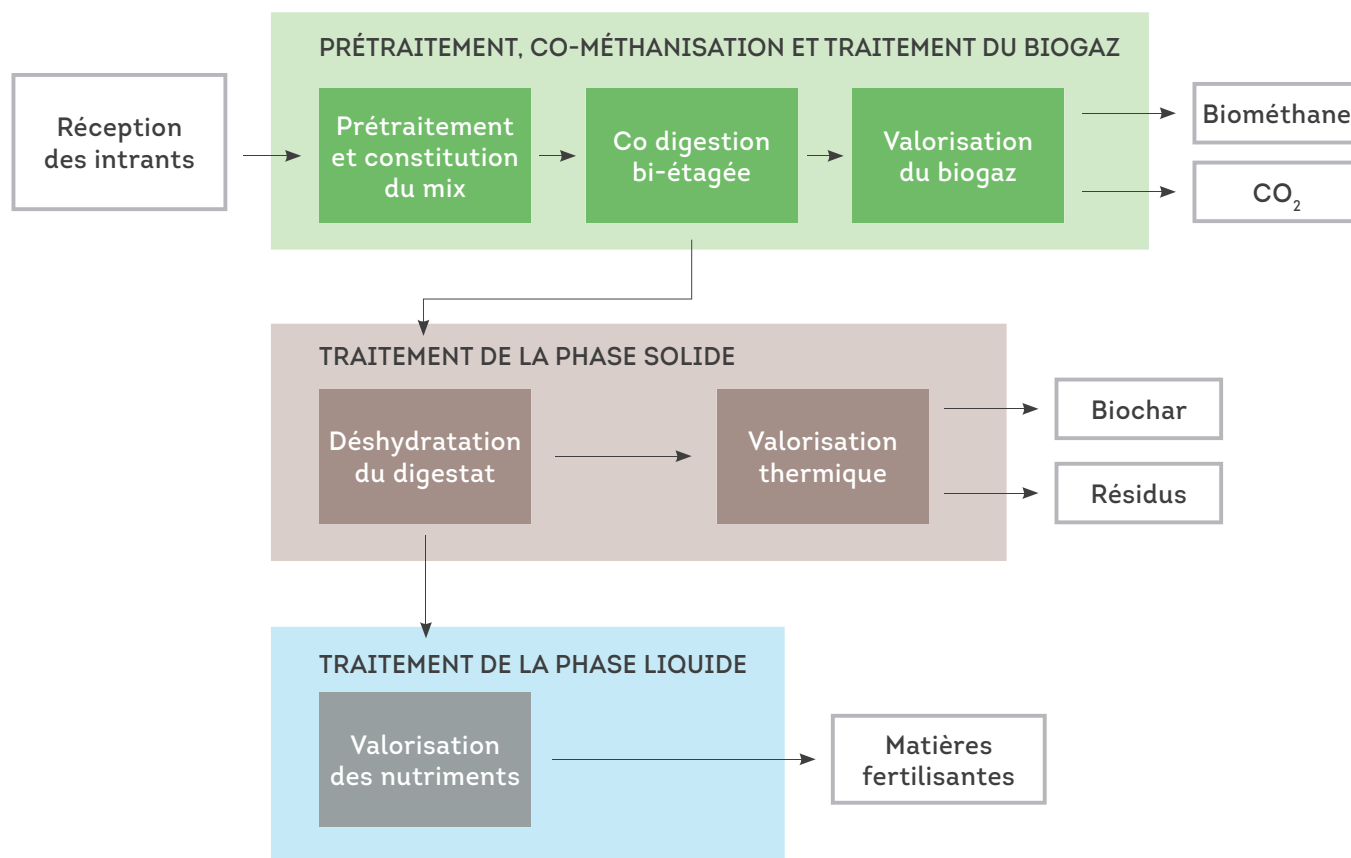 PRÉTRAITEMENT, CO-MÉTHANISATION ET TRAITEMENT DU BIOGAZ
Réception
des intrants
Prétraitement
et constitution
du mix
Co digestion
bi-étagée
Valorisation
du biogaz
Biométhane
CO₂
TRAITEMENT DE LA PHASE SOLIDE
Déshydratation
du digestat
Valorisation
thermique
Biochar
Résidus
TRAITEMENT DE LA PHASE LIQUIDE
Valorisation
des nutriments
Matières
fertilisantes